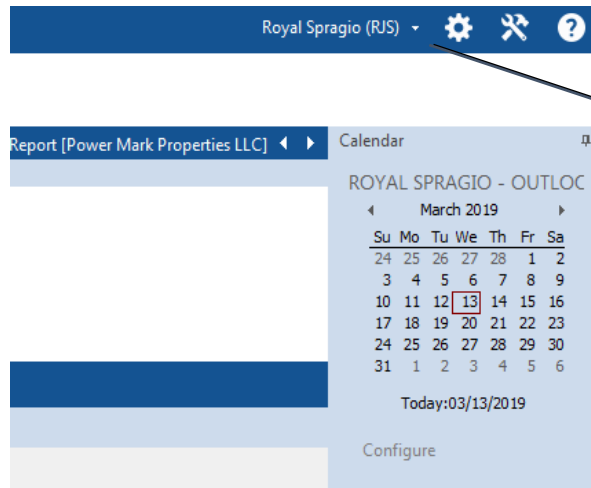 Royal Spragio (RJS)
Report [Power Mark Properties LLC]
Calendar
ROYAL SPRAGIO - OUTLOC
March 2019
Su Mo Tu We Th Fr Sa
24 25 26 27 28 1 2
3 4 5 6 7 8 9
10 11 12 13 14 15 16
17 18 19 20 21 22 23
24 25 26 27 28 29 30
31 1 2 3 4 5 6
Today:03/13/2019
Configure